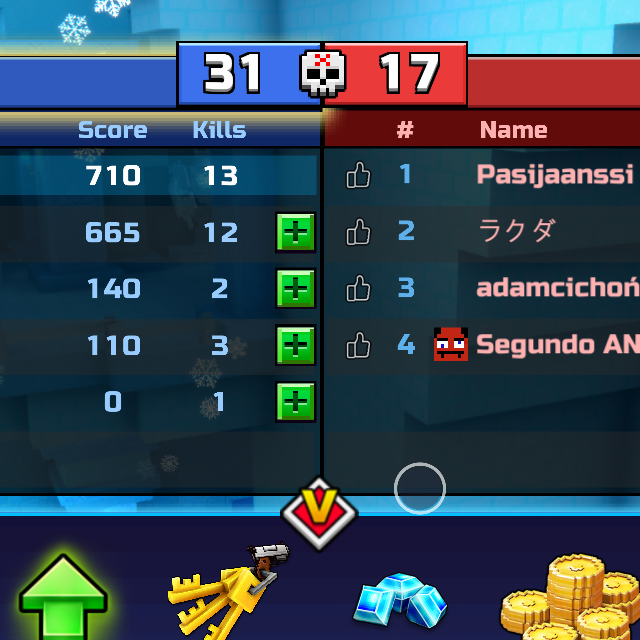 31 17
Score Kills # Name
710 13 1 Pasijaanssi
665 12 2 ラクダ
140 2 3 adamcichoń
110 3 4 Segundo AN
0 1
V